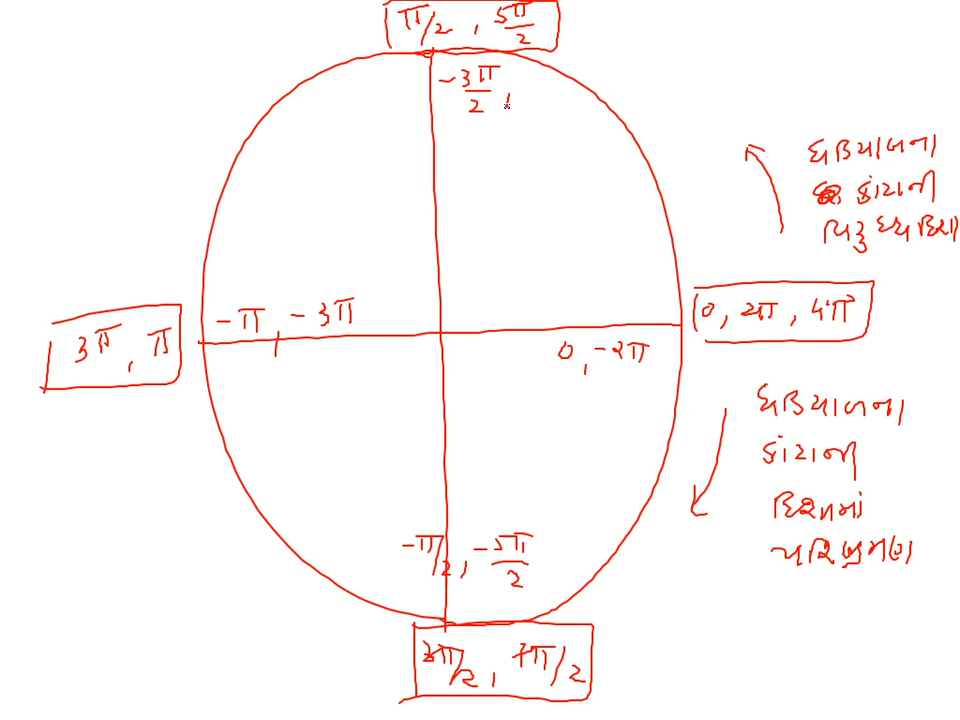 π/2 , 5π/2
-3π/2 ,
ઘડિયાળના
કાંટાની
વિરુધ્ધ દિશા
-π , -3π
0, 2π, 4π
3π, π
0, -2π
ઘડિયાળના
કાંટાની
દિશામાં
પરિભ્રમણ
-π/2 , -5π/2
3π/2 , 7π/2